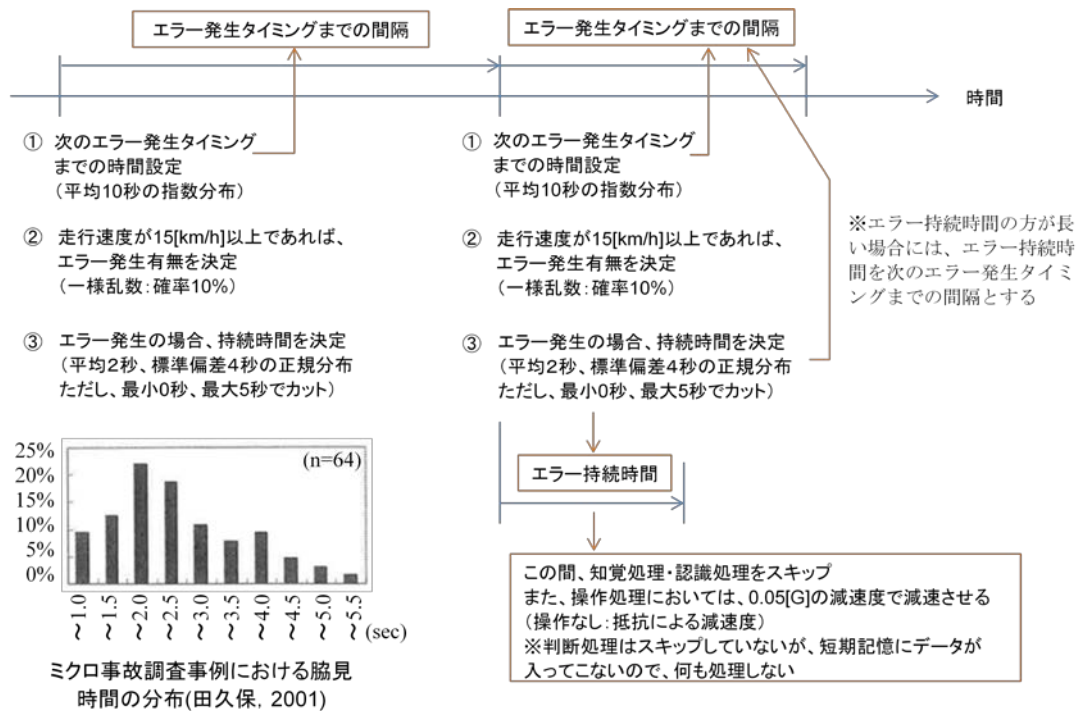 エラー発生タイミングまでの間隔
エラー発生タイミングまでの間隔
時間
① 次のエラー発生タイミング
までの時間設定
（平均10秒の指数分布）
② 走行速度が15[km/h]以上であれば、
エラー発生有無を決定
（一様乱数：確率10%）
③ エラー発生の場合、持続時間を決定
（平均2秒、標準偏差4秒の正規分布
ただし、最小0秒、最大5秒でカット）
① 次のエラー発生タイミング
までの時間設定
（平均10秒の指数分布）
② 走行速度が15[km/h]以上であれば、
エラー発生有無を決定
（一様乱数：確率10%）
③ エラー発生の場合、持続時間を決定
（平均2秒、標準偏差4秒の正規分布
ただし、最小0秒、最大5秒でカット）
※エラー持続時間の方が長
い場合には、エラー持続時
間を次のエラー発生タイミ
ングまでの間隔とする
25%
20%
15%
10%
5%
0%
(n=64)
～1.0
～1.5
～2.0
～2.5
～3.0
～3.5
～4.0
～4.5
～5.0
～5.5
(sec)
ミクロ事故調査事例における脇見
時間の分布(田久保, 2001)
エラー持続時間
この間、知覚処理・認識処理をスキップ
また、操作処理においては、0.05[G]の減速度で減速させる
（操作なし：抵抗による減速度）
※判断処理はスキップしていないが、短期記憶にデータが
入ってこないので、何も処理しない